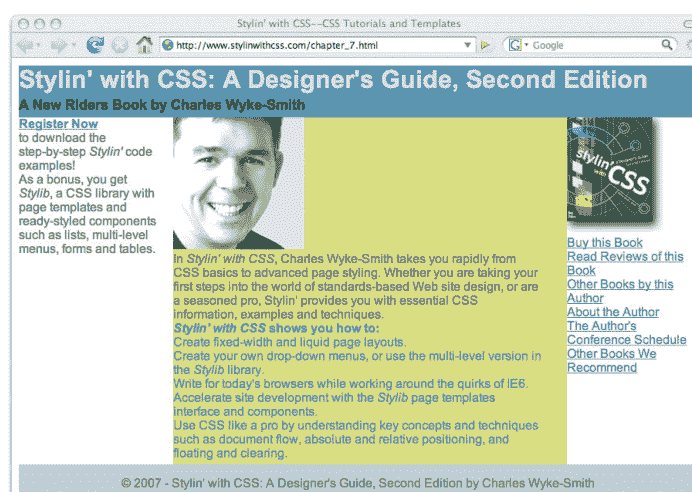 Stylin' with CSS--CSS Tutorials and Templates
http://www.stylinwithcss.com/chapter_7.html
Google
Stylin' with CSS: A Designer's Guide, Second Edition
A New Riders Book by Charles Wyke-Smith
Register Now
to download the
step-by-step Stylin' code
examples!
As a bonus, you get
Stylib, a CSS library with
page templates and
ready-styled components
such as lists, multi-level
menus, forms and tables.
In Stylin' with CSS, Charles Wyke-Smith takes you rapidly from
CSS basics to advanced page styling. Whether you are taking your
first steps into the world of standards-based Web site design, or are
a seasoned pro, Stylin' provides you with essential CSS
information, examples and techniques.
Stylin' with CSS shows you how to:
Create fixed-width and liquid page layouts.
Create your own drop-down menus, or use the multi-level version in
the Stylib library.
Write for today's browsers while working around the quirks of IE6.
Accelerate site development with the Stylib page templates
interface and components.
Use CSS like a pro by understanding key concepts and techniques
such as document flow, absolute and relative positioning, and
floating and clearing.
stylin'
with CSS
Buy this Book
Read Reviews of this
Book
Other Books by this
Author
About the Author
The Author's
Conference Schedule
Other Books We
Recommend
© 2007 - Stylin' with CSS: A Designer's Guide, Second Edition by Charles Wyke-Smith